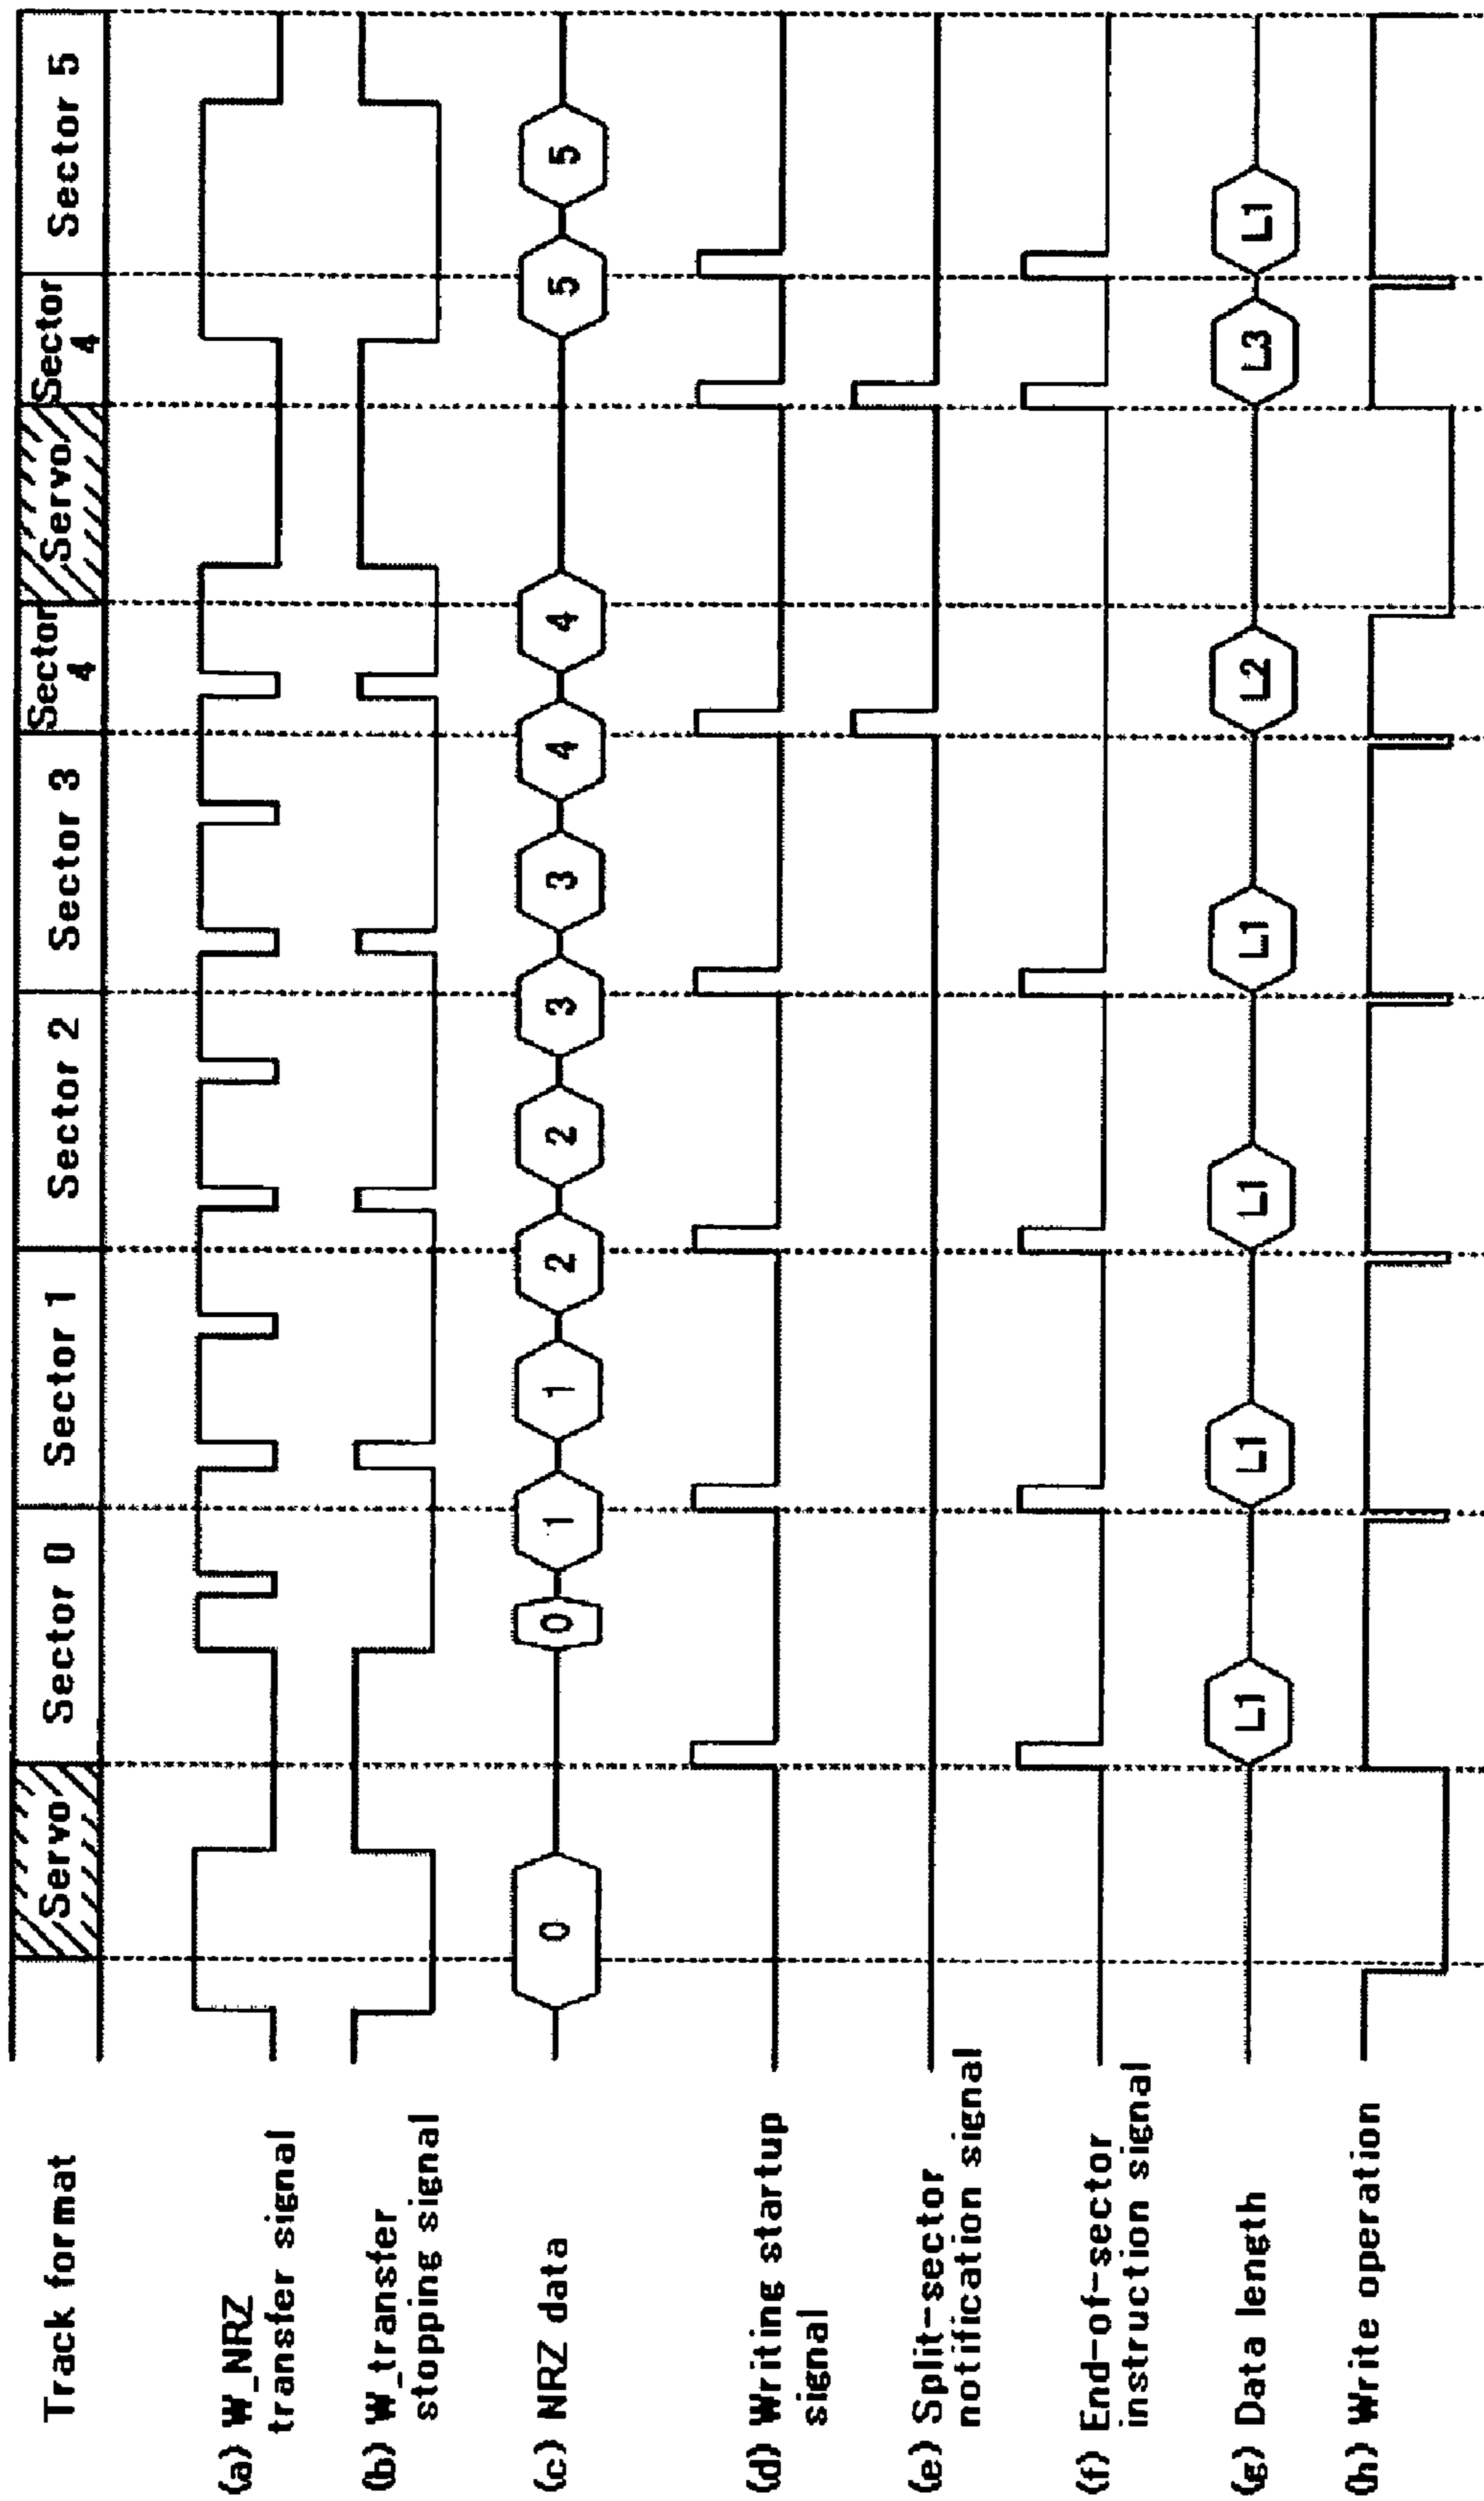 Track format
Servo
Sector 0
Sector 1
Sector 2
Sector 3
Sector
4
Servo
Sector
4
Sector 5
(a) W_NRZ
transfer signal
(b) W_transfer
stopping signal
(c) NRZ data
0
0
1
1
2
2
3
3
4
4
5
5
(d) Writing startup
signal
(e) Split-sector
notification signal
(f) End-of-sector
instruction signal
(g) Data length
L1
L1
L1
L1
L2
L3
L1
(h) Write operation